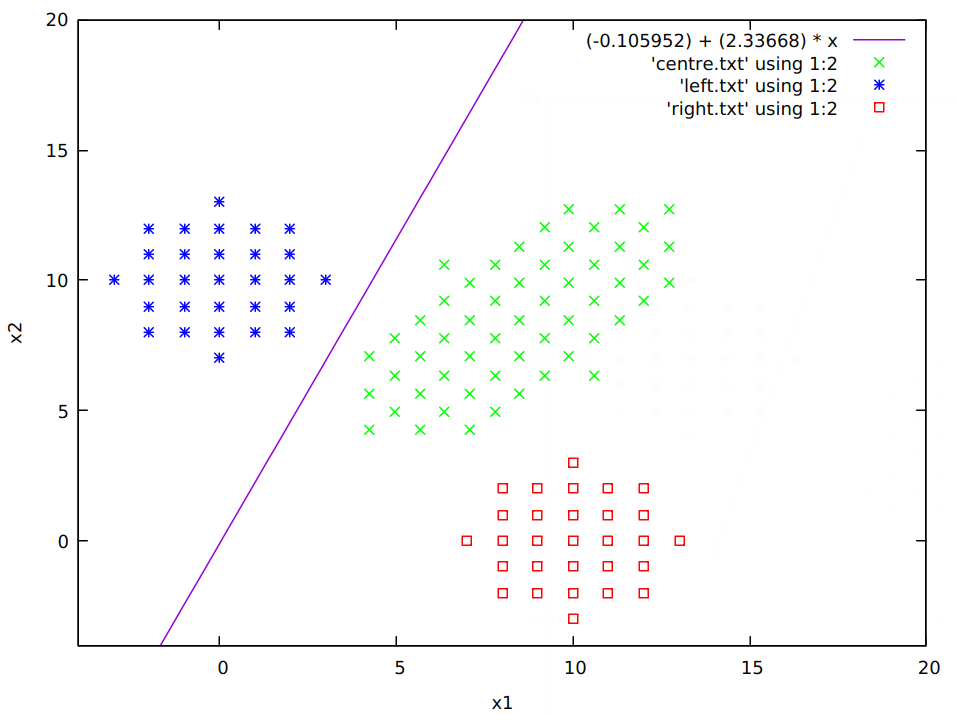 20
(-0.105952) + (2.33668) * x
'centre.txt' using 1:2
'left.txt' using 1:2
'right.txt' using 1:2
15
10
x2
5
0
0 5 10 15 20
x1